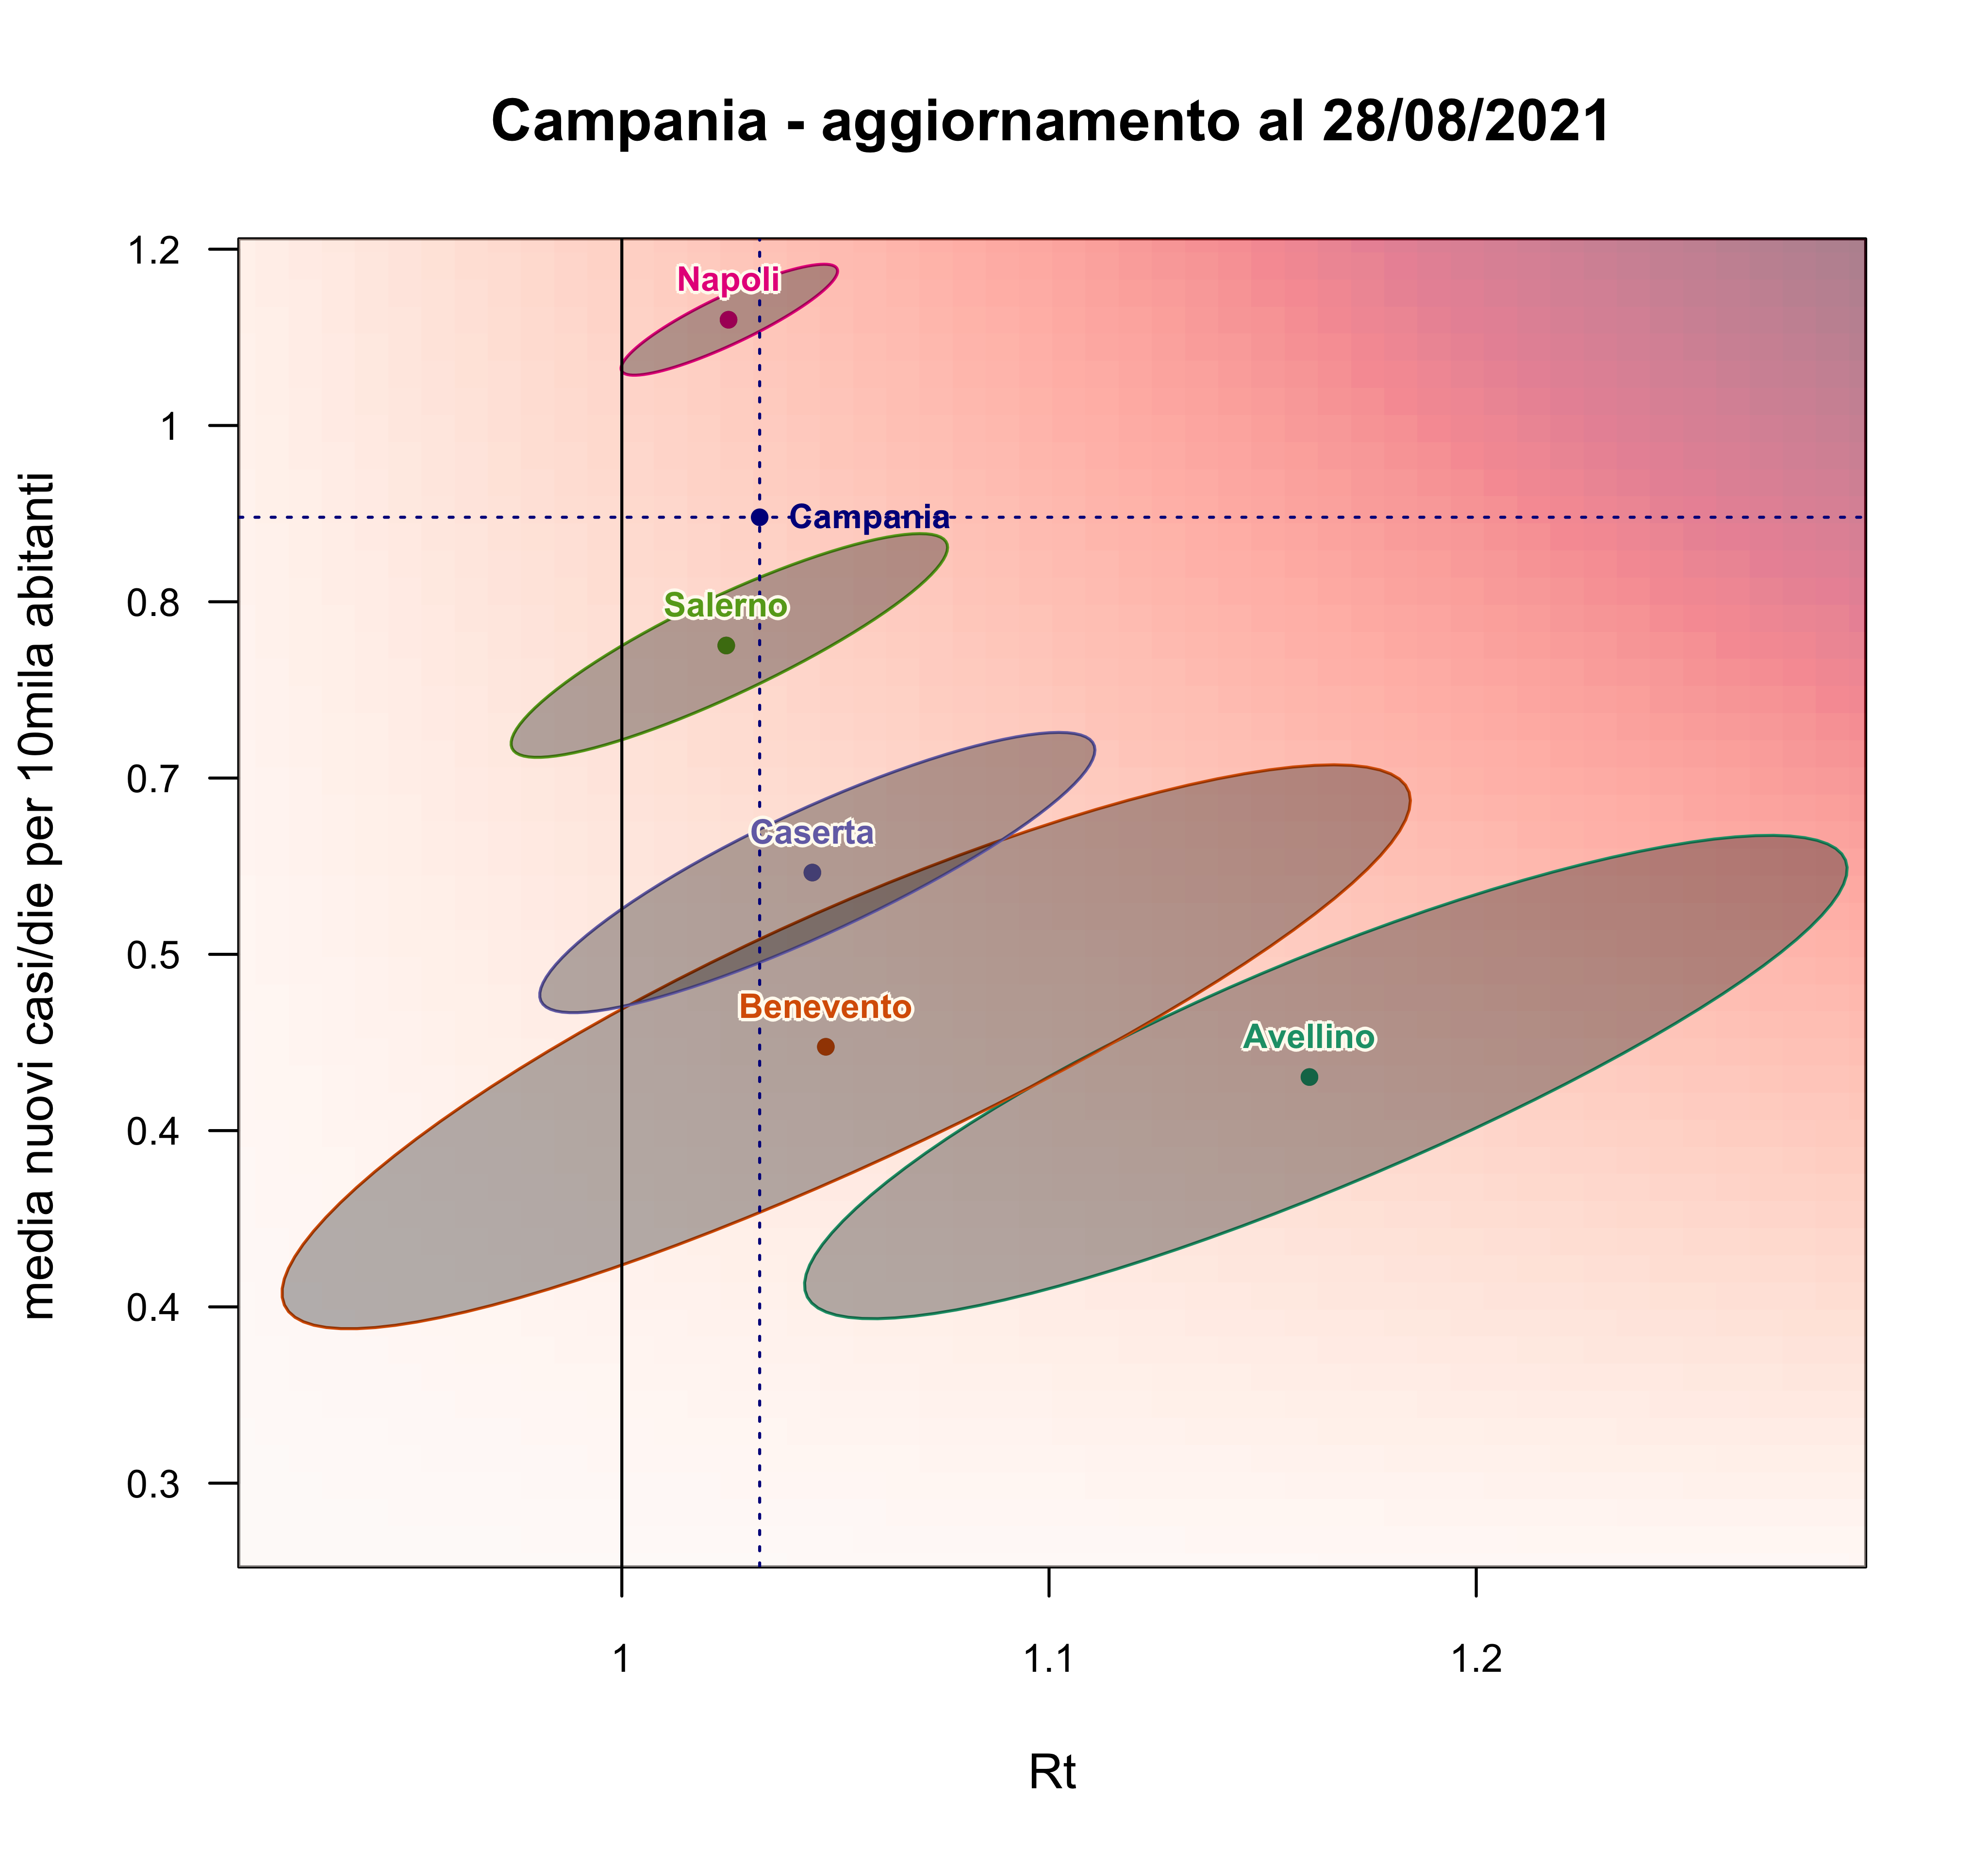 Campania - aggiornamento al 28/08/2021
media nuovi casi/die per 10mila abitanti
1.2
1
0.8
0.7
0.5
0.4
0.4
0.3
Napoli
Campania
Salerno
Caserta
Benevento
Avellino
1
1.1
1.2
Rt